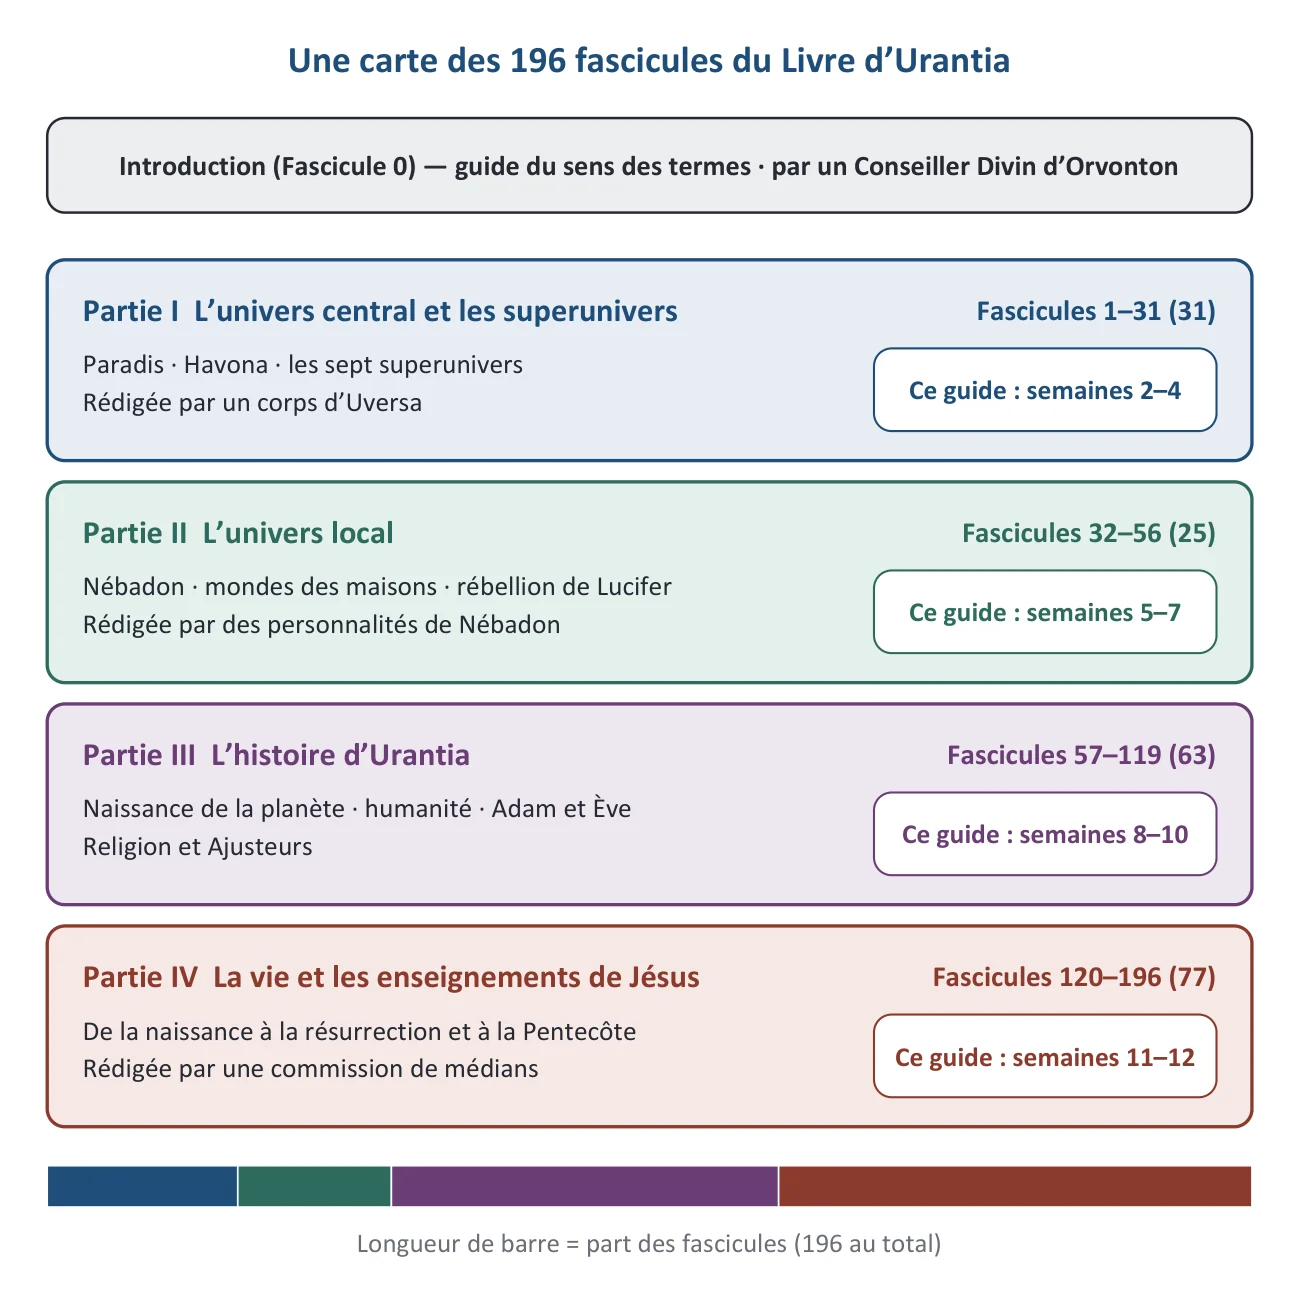 Une carte des 196 fascicules du Livre d’Urantia
Introduction (Fascicule 0) — guide du sens des termes · par un Conseiller Divin d’Orvonton
Partie I  L’univers central et les superunivers
Fascicules 1–31 (31)
Paradis · Havona · les sept superunivers
Rédigée par un corps d’Uversa
Ce guide : semaines 2–4
Partie II  L’univers local
Fascicules 32–56 (25)
Nébadon · mondes des maisons · rébellion de Lucifer
Rédigée par des personnalités de Nébadon
Ce guide : semaines 5–7
Partie III  L’histoire d’Urantia
Fascicules 57–119 (63)
Naissance de la planète · humanité · Adam et Ève
Religion et Ajusteurs
Ce guide : semaines 8–10
Partie IV  La vie et les enseignements de Jésus
Fascicules 120–196 (77)
De la naissance à la résurrection et à la Pentecôte
Rédigée par une commission de médians
Ce guide : semaines 11–12
Longueur de barre = part des fascicules (196 au total)